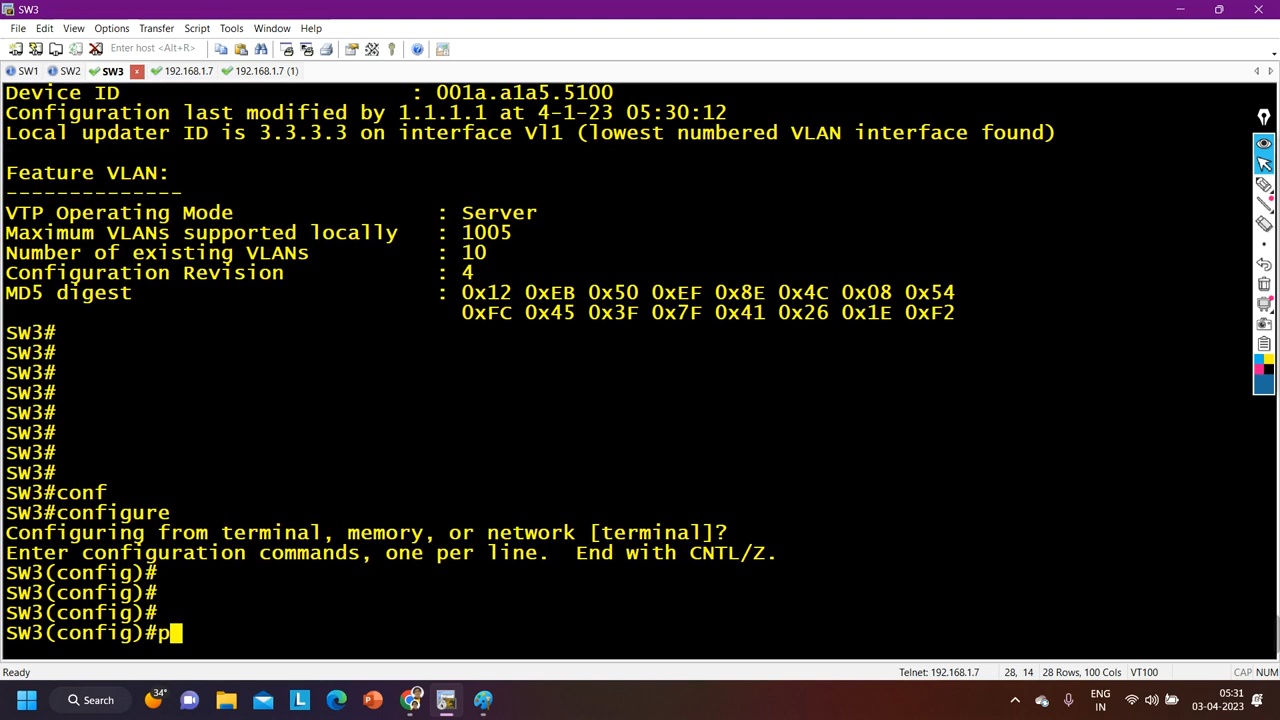 SW3
File Edit View Options Transfer Script Tools Window Help
Enter host <Alt+R>
SW1 SW2 SW3 x 192.168.1.7 192.168.1.7 (1)
Device ID : 001a.a1a5.5100
Configuration last modified by 1.1.1.1 at 4-1-23 05:30:12
Local updater ID is 3.3.3.3 on interface Vl1 (lowest numbered VLAN interface found)
Feature VLAN:
--------------
VTP Operating Mode : Server
Maximum VLANs supported locally : 1005
Number of existing VLANs : 10
Configuration Revision : 4
MD5 digest : 0x12 0xEB 0x50 0xEF 0x8E 0x4C 0x08 0x54
0xFC 0x45 0x3F 0x7F 0x41 0x26 0x1E 0xF2
SW3#
SW3#
SW3#
SW3#
SW3#
SW3#
SW3#
SW3#
SW3#conf
SW3#configure
Configuring from terminal, memory, or network [terminal]?
Enter configuration commands, one per line. End with CNTL/Z.
SW3(config)#
SW3(config)#
SW3(config)#
SW3(config)#p
Ready Telnet: 192.168.1.7 28, 14 28 Rows, 100 Cols VT100 CAP NUM
Search 34° ENG IN 05:31 03-04-2023